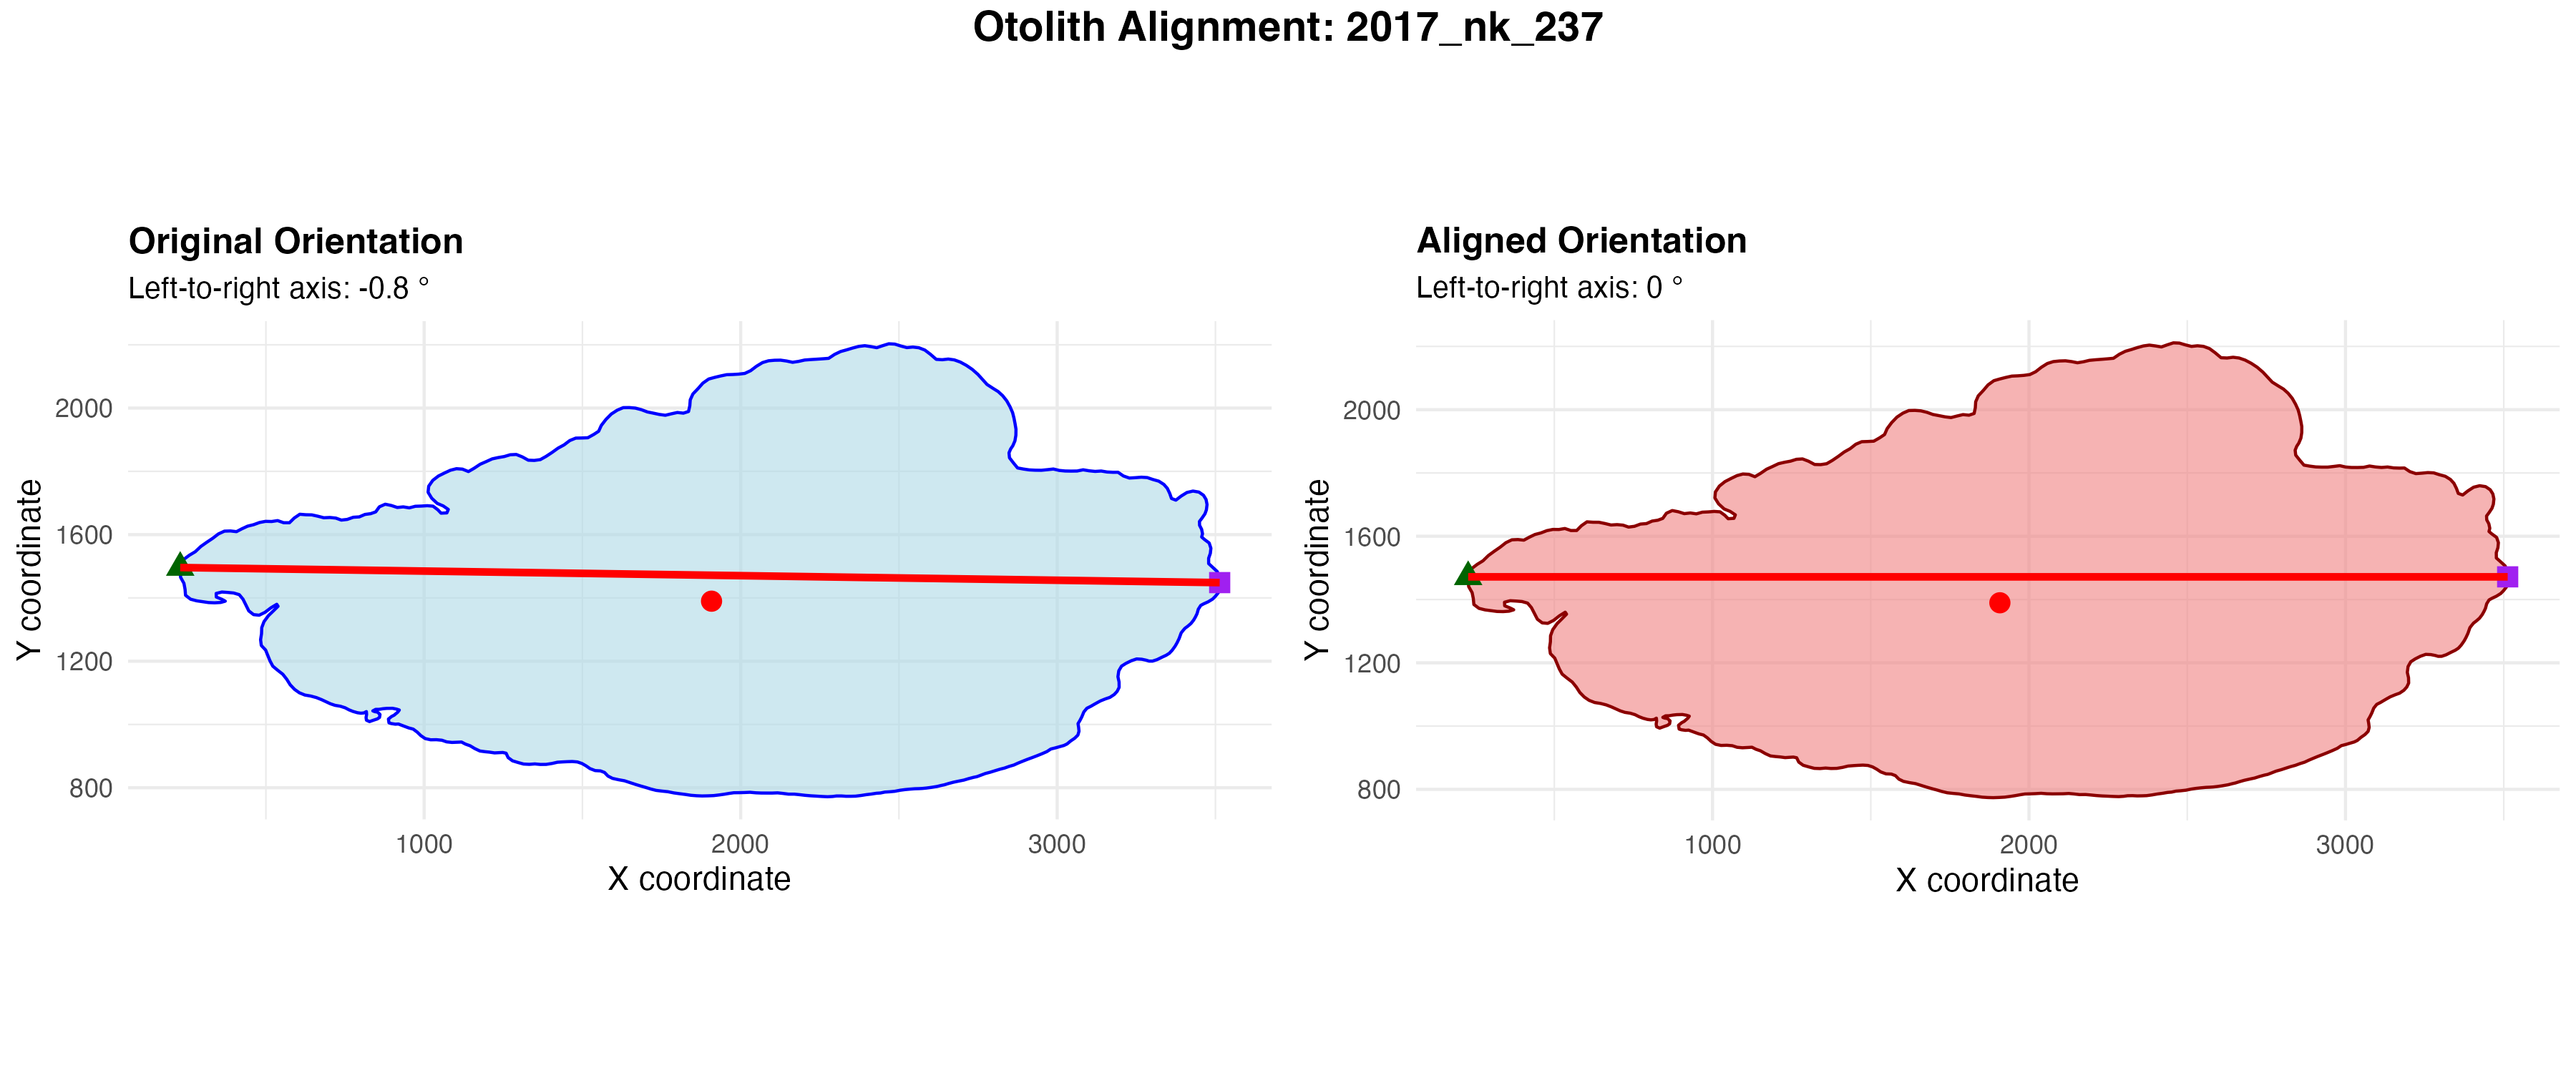 Otolith Alignment: 2017_nk_237
Original Orientation
Left-to-right axis: -0.8 °
Y coordinate
2000
1600
1200
800
1000
2000
3000
X coordinate
Aligned Orientation
Left-to-right axis: 0 °
Y coordinate
2000
1600
1200
800
1000
2000
3000
X coordinate